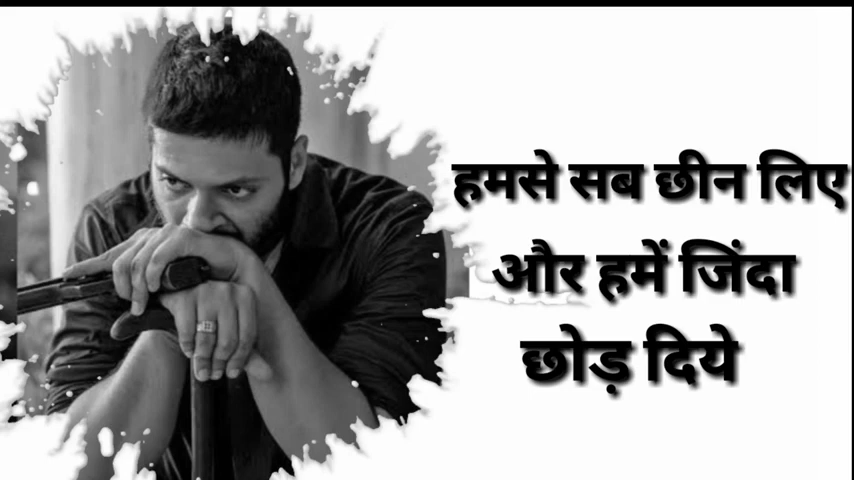 हमसे सब छीन लिए
और हमें जिंदा
छोड़ दिये